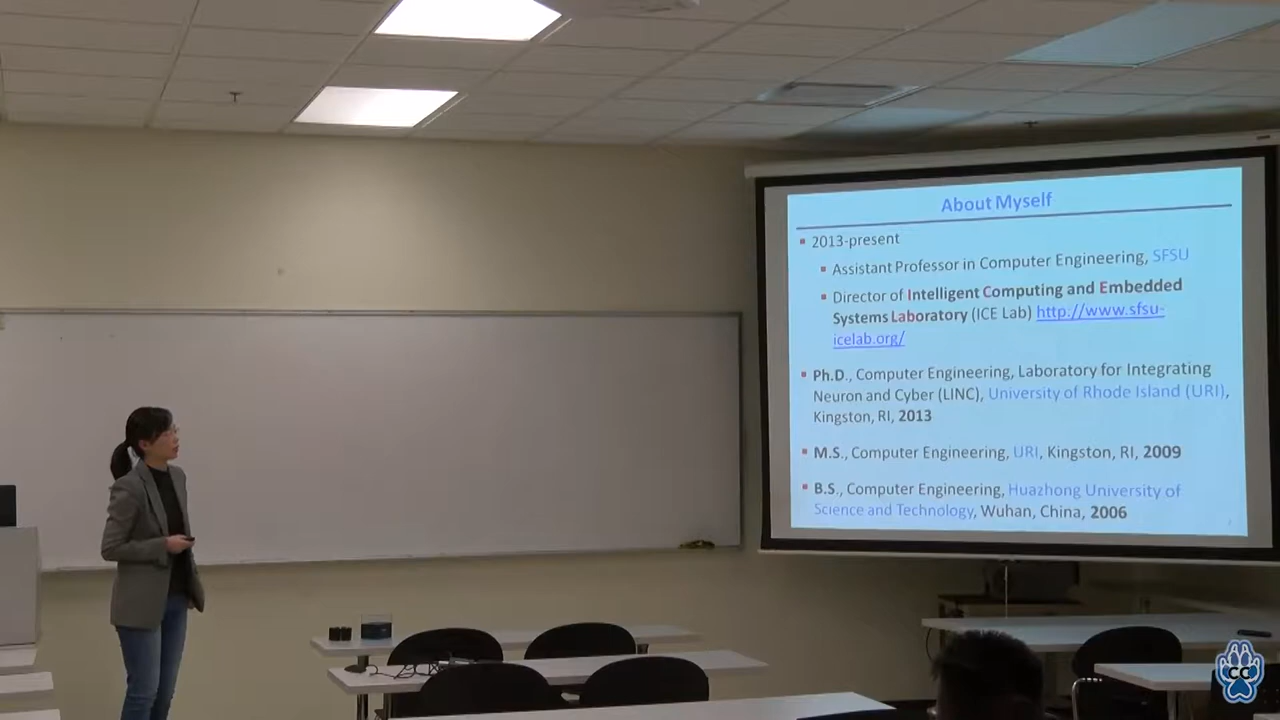 About Myself
2013-present
Assistant Professor in Computer Engineering, SFSU
Director of Intelligent Computing and Embedded
Systems Laboratory (ICE Lab) http://www.sfsu-
icelab.org/
Ph.D., Computer Engineering, Laboratory for Integrating
Neuron and Cyber (LINC), University of Rhode Island (URI),
Kingston, RI, 2013
M.S., Computer Engineering, URI, Kingston, RI, 2009
B.S., Computer Engineering, Huazhong University of
Science and Technology, Wuhan, China, 2006
CC